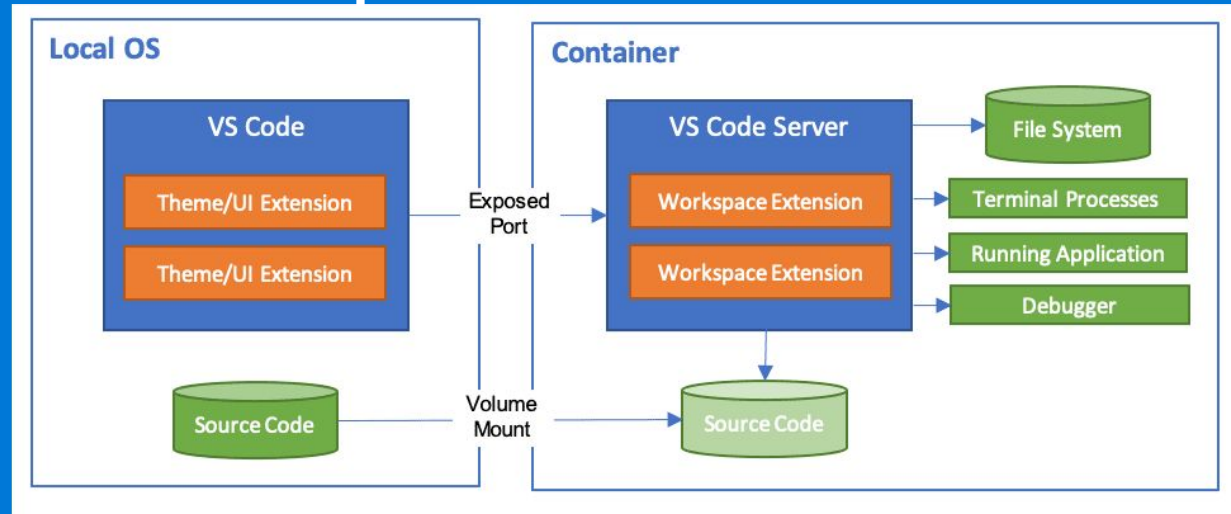 Local OS
VS Code
Theme/UI Extension
Theme/UI Extension
Source Code
Exposed
Port
Volume
Mount
Container
VS Code Server
Workspace Extension
Workspace Extension
File System
Terminal Processes
Running Application
Debugger
Source Code